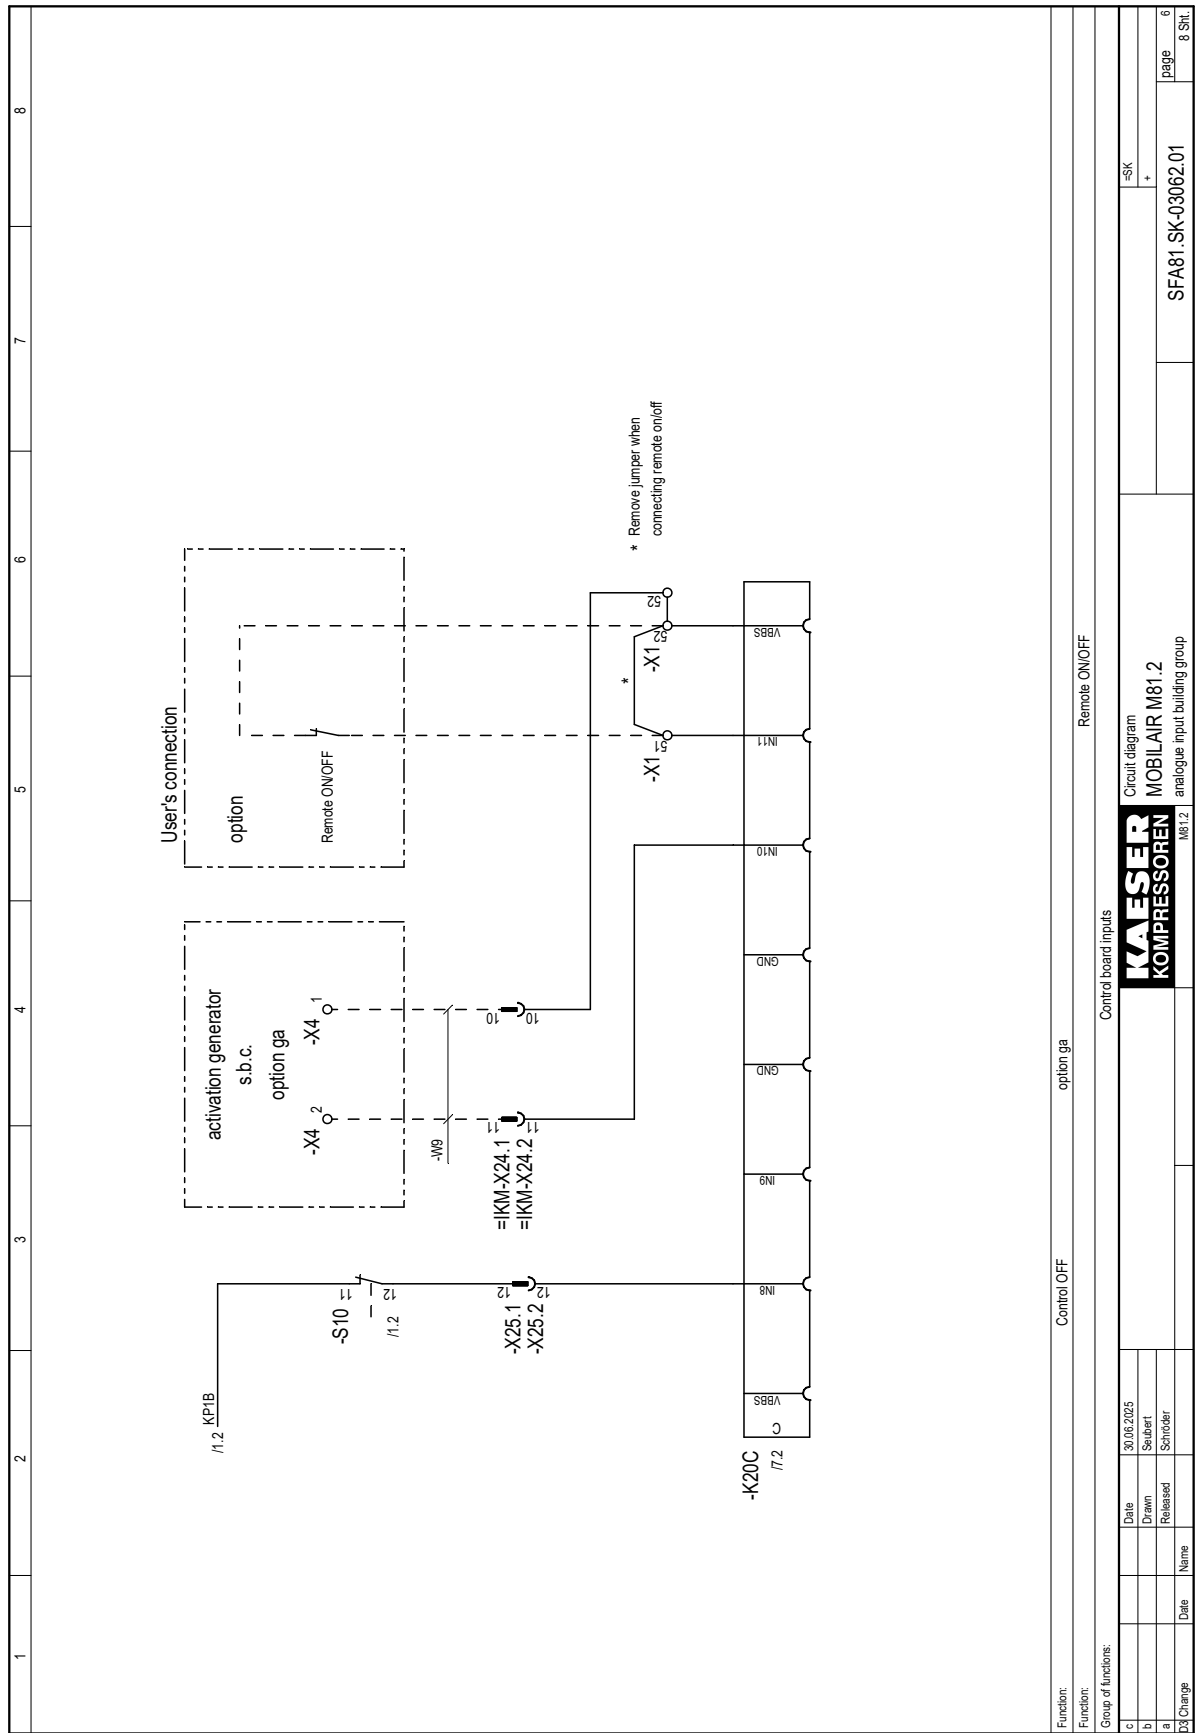 1
2
3
4
5
6
7
8
User's connection
option
Remote ON/OFF
activation generator
s.b.c.
option ga
-X4 2
-X4 1
/1.2 KP1B
-S10
11
12
/1.2
-W9
=IKM-X24.1
=IKM-X24.2
11
11
10
10
-X25.1
-X25.2
12
12
-X1
51
-X1
52
52
*
* Remove jumper when
connecting remote on/off
-K20C
/7.2
C
VBBS
IN8
IN9
GND
GND
IN10
IN11
VBBS
Function:
Control OFF
option ga
Function:
Remote ON/OFF
Group of functions:
Control board inputs
c
b
a
D3 Change
Date
Name
Date
30.06.2025
Drawn
Seubert
Released
Schröder
KAESER
KOMPRESSOREN
M81.2
Circuit diagram
MOBILAIR M81.2
analogue input building group
=SK
+
SFA81.SK-03062.01
page 6
8 Sht.